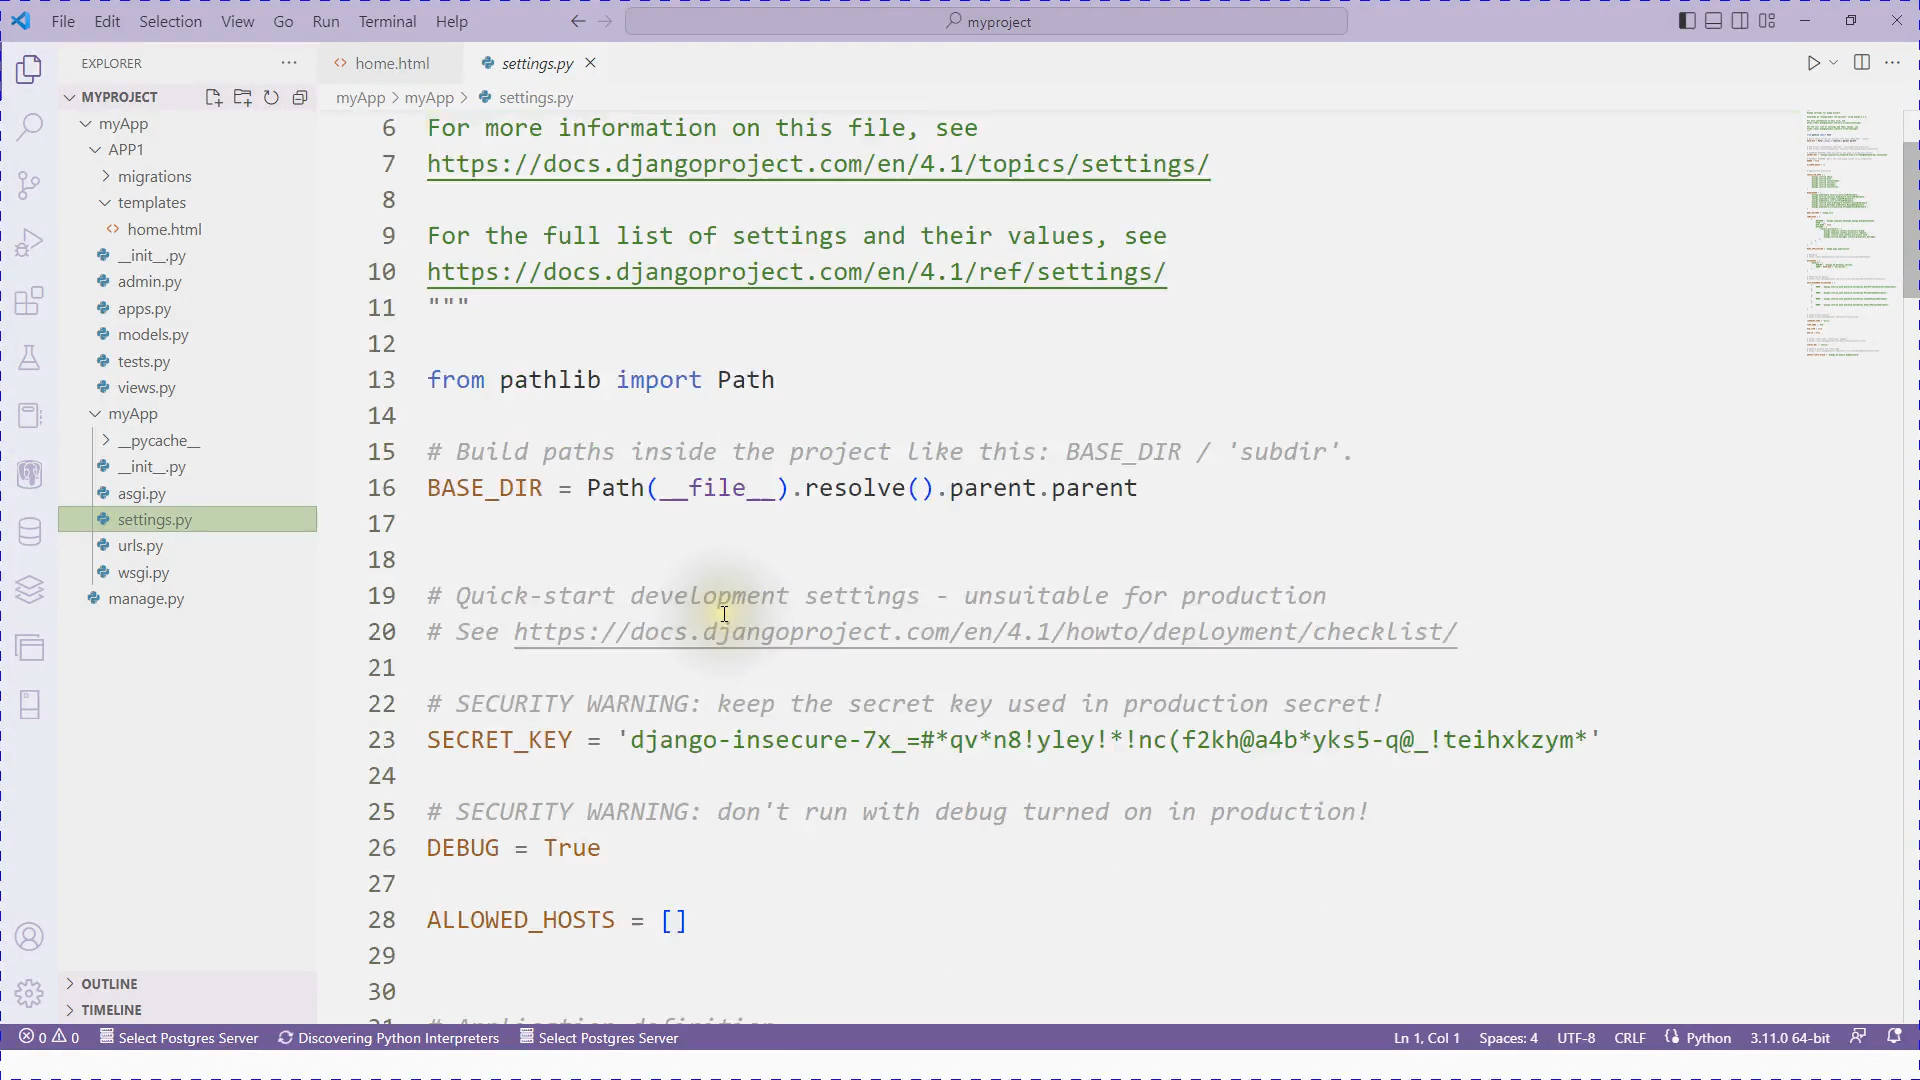 File Edit Selection View Go Run Terminal Help
myproject
EXPLORER
MYPROJECT
myApp
APP1
migrations
templates
home.html
__init__.py
admin.py
apps.py
models.py
tests.py
views.py
myApp
__pycache__
__init__.py
asgi.py
settings.py
urls.py
wsgi.py
manage.py
OUTLINE
TIMELINE
home.html settings.py
myApp > myApp > settings.py
6 For more information on this file, see
7 https://docs.djangoproject.com/en/4.1/topics/settings/
8
9 For the full list of settings and their values, see
10 https://docs.djangoproject.com/en/4.1/ref/settings/
11 """
12
13 from pathlib import Path
14
15 # Build paths inside the project like this: BASE_DIR / 'subdir'.
16 BASE_DIR = Path(__file__).resolve().parent.parent
17
18
19 # Quick-start development settings - unsuitable for production
20 # See https://docs.djangoproject.com/en/4.1/howto/deployment/checklist/
21
22 # SECURITY WARNING: keep the secret key used in production secret!
23 SECRET_KEY = 'django-insecure-7x_=#*qv*n8!yley!*!nc(f2kh@a4b*yks5-q@_!teihxkzym*'
24
25 # SECURITY WARNING: don't run with debug turned on in production!
26 DEBUG = True
27
28 ALLOWED_HOSTS = []
29
30
31 # Application definition
0 0 Select Postgres Server Discovering Python Interpreters Select Postgres Server Ln 1, Col 1 Spaces: 4 UTF-8 CRLF Python 3.11.0 64-bit